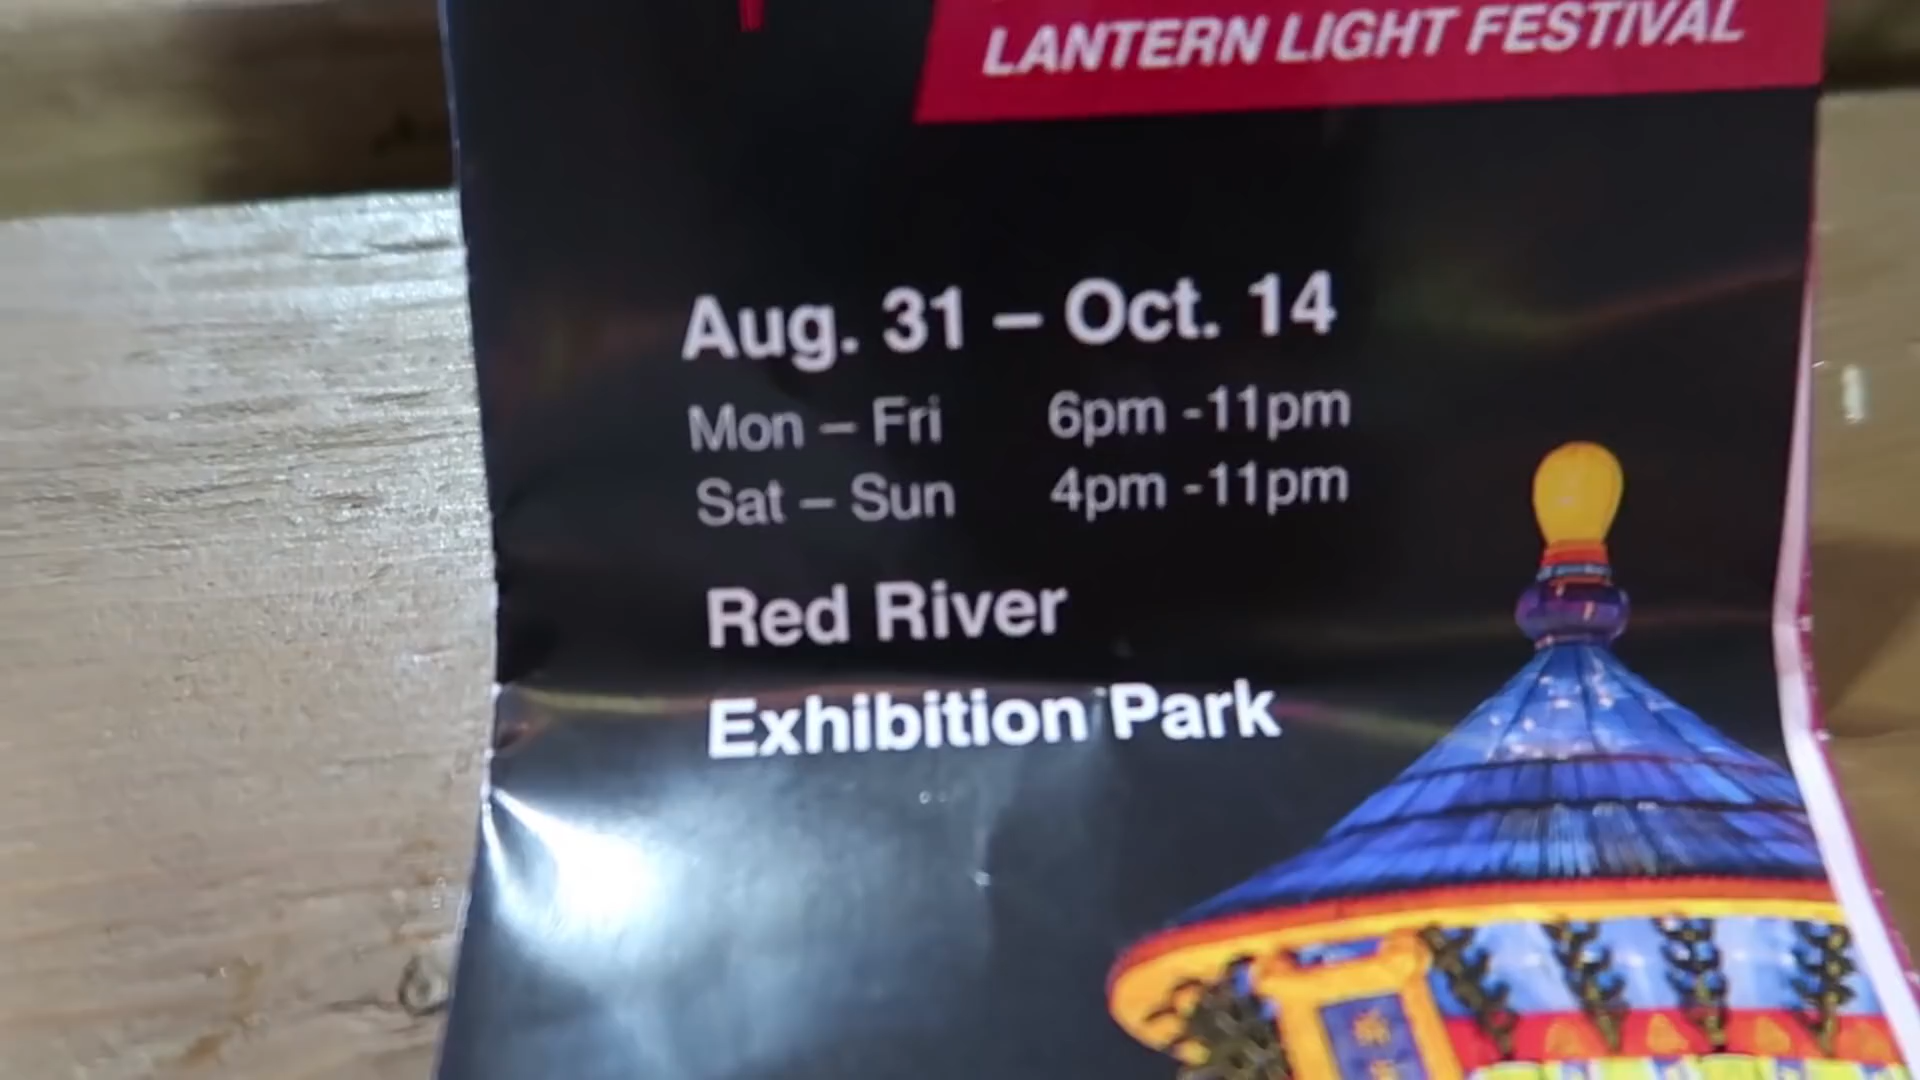 LANTERN LIGHT FESTIVAL
Aug. 31 – Oct. 14
Mon – Fri 6pm -11pm
Sat – Sun 4pm -11pm
Red River
Exhibition Park